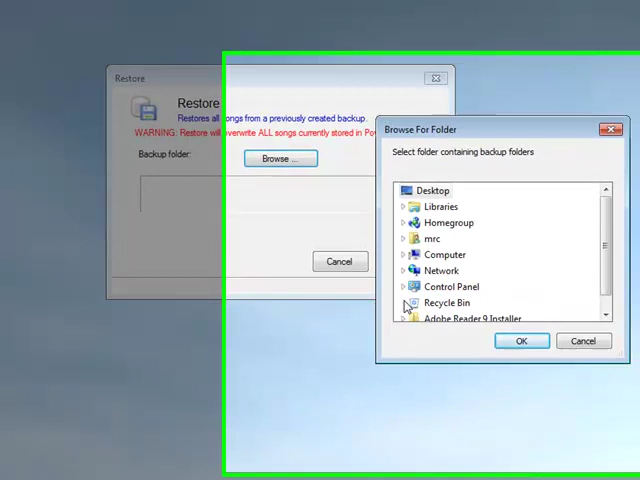 Restore
Restore
Restores all songs from a previously created backup.
WARNING: Restore will overwrite ALL songs currently stored in
Backup folder:
Browse ...
Cancel
Browse For Folder
Select folder containing backup folders
Desktop
Libraries
Homegroup
mrc
Computer
Network
Control Panel
Recycle Bin
Adobe Reader 9 Installer
OK
Cancel